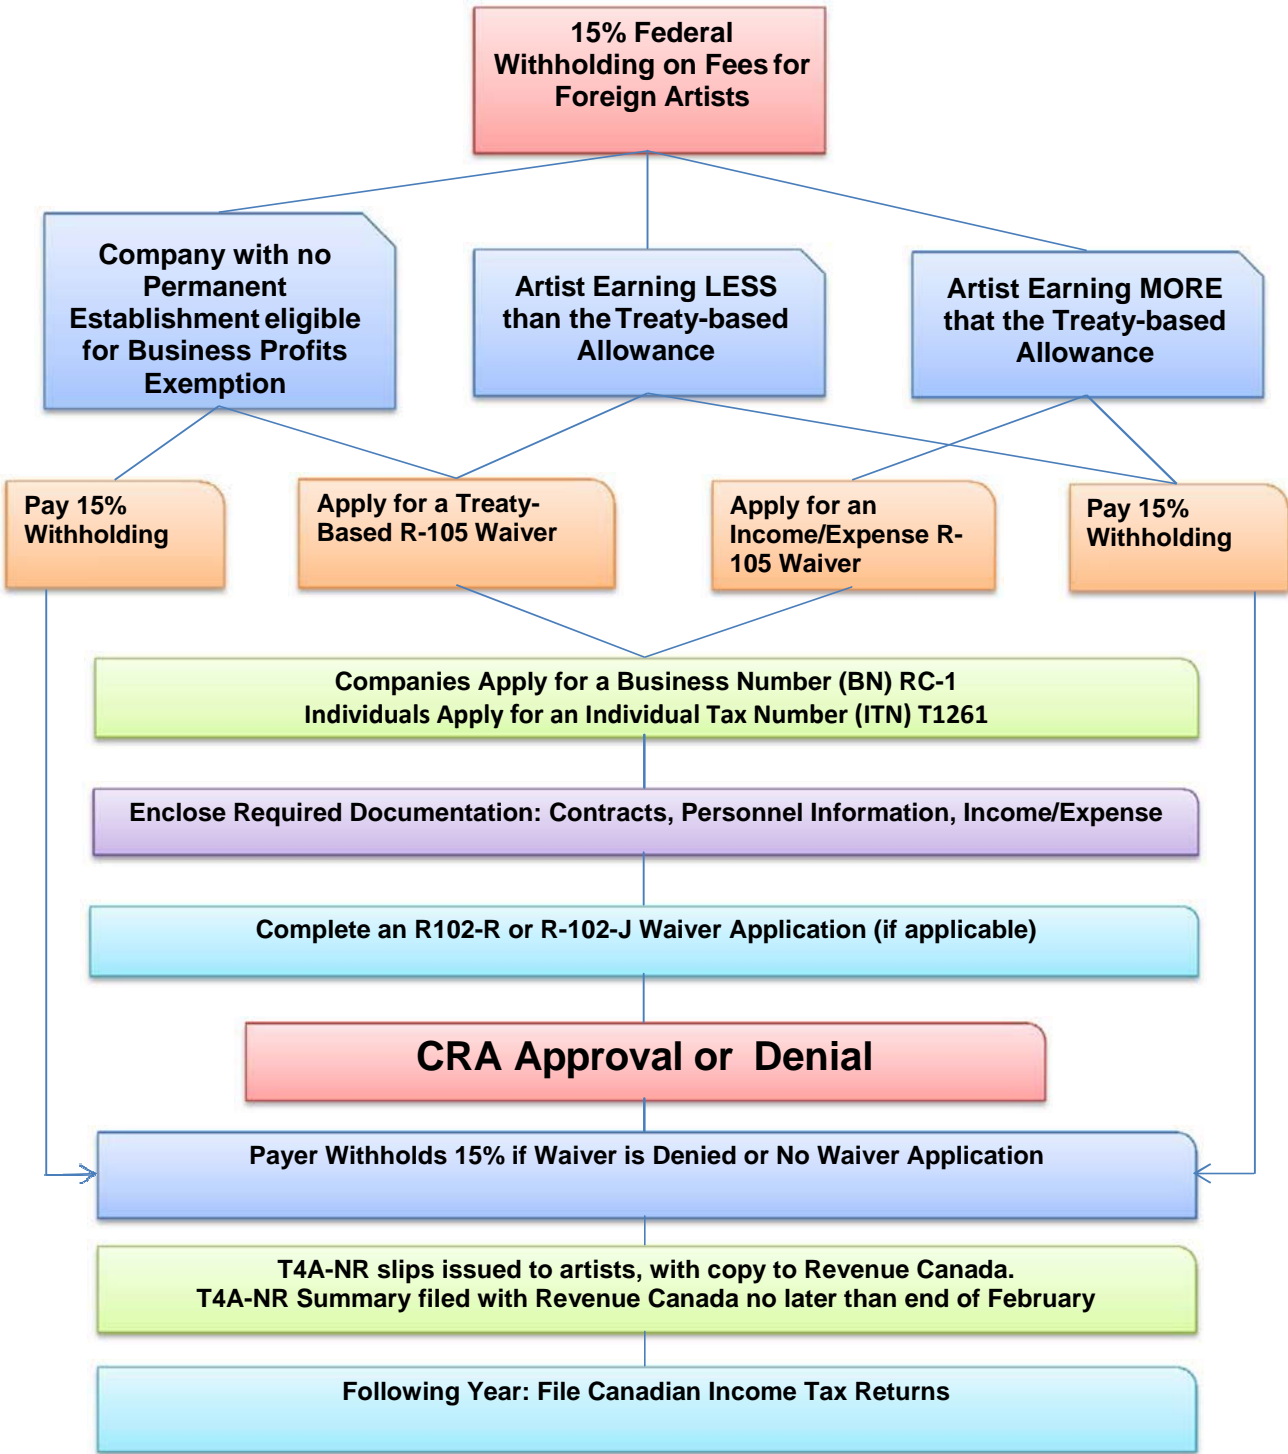 15% Federal
Withholding on Fees for
Foreign Artists
Company with no
Permanent
Establishment eligible
for Business Profits
Exemption
Artist Earning LESS
than the Treaty-based
Allowance
Artist Earning MORE
that the Treaty-based
Allowance
Pay 15%
Withholding
Apply for a Treaty-
Based R-105 Waiver
Apply for an
Income/Expense R-
105 Waiver
Pay 15%
Withholding
Companies Apply for a Business Number (BN) RC-1
Individuals Apply for an Individual Tax Number (ITN) T1261
Enclose Required Documentation: Contracts, Personnel Information, Income/Expense
Complete an R102-R or R-102-J Waiver Application (if applicable)
CRA Approval or Denial
Payer Withholds 15% if Waiver is Denied or No Waiver Application
T4A-NR slips issued to artists, with copy to Revenue Canada.
T4A-NR Summary filed with Revenue Canada no later than end of February
Following Year: File Canadian Income Tax Returns